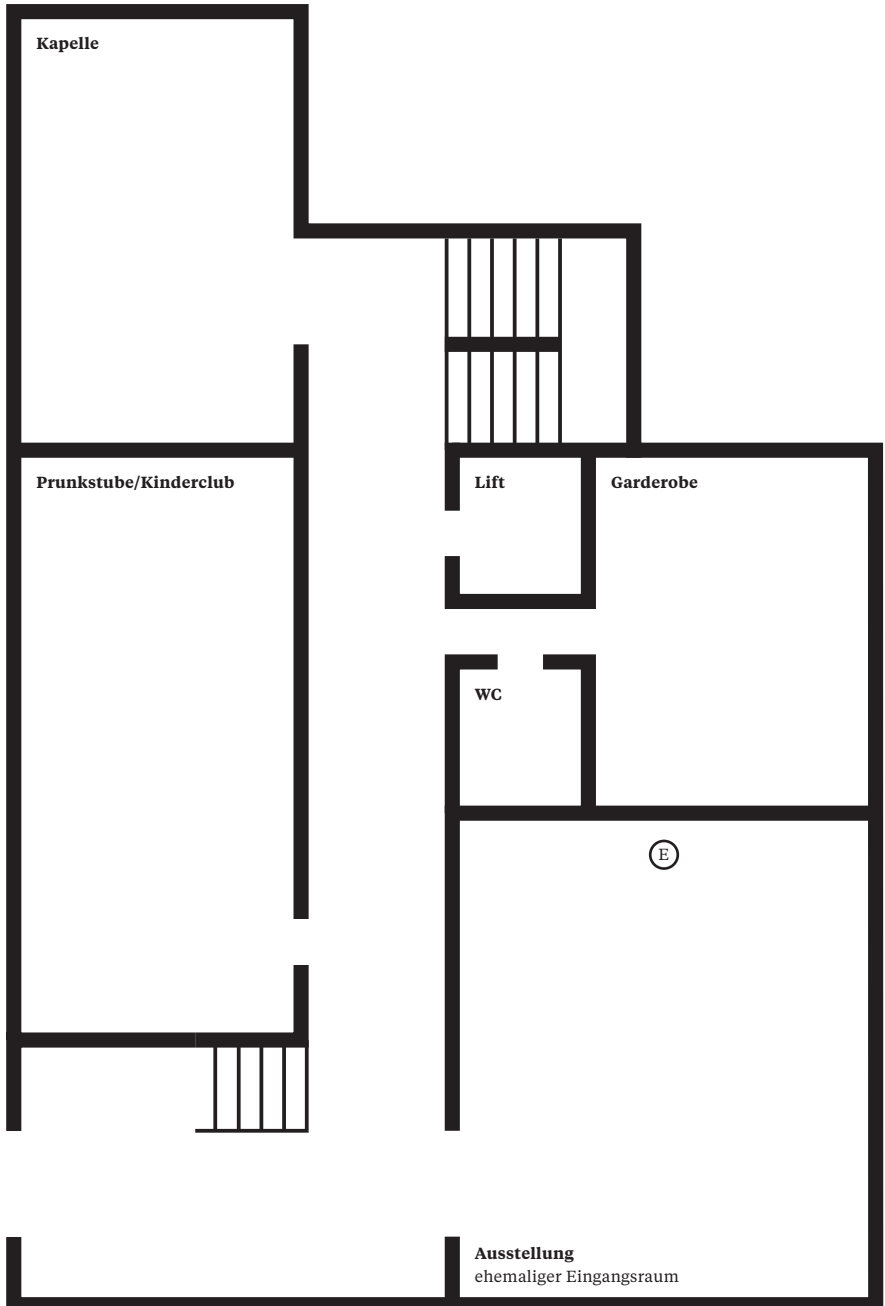 Kapelle
Prunkstube/Kinderclub
Lift
Garderobe
WC
E
Ausstellung
ehemaliger Eingangsraum